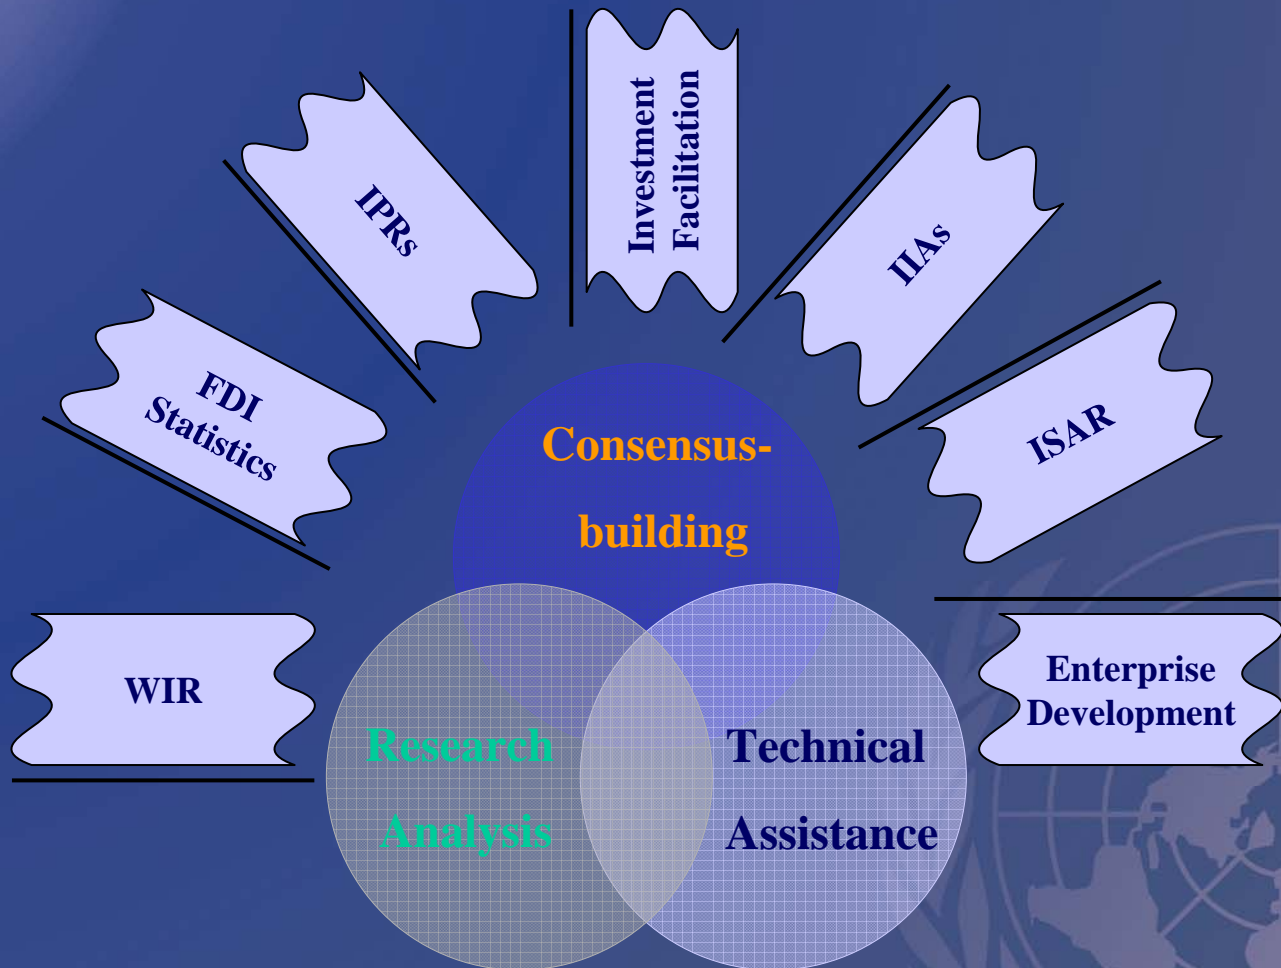 WIR
FDI
Statistics
IPRs
Investment
Facilitation
IIAs
ISAR
Enterprise
Development
Consensus-
building
Research
Analysis
Technical
Assistance